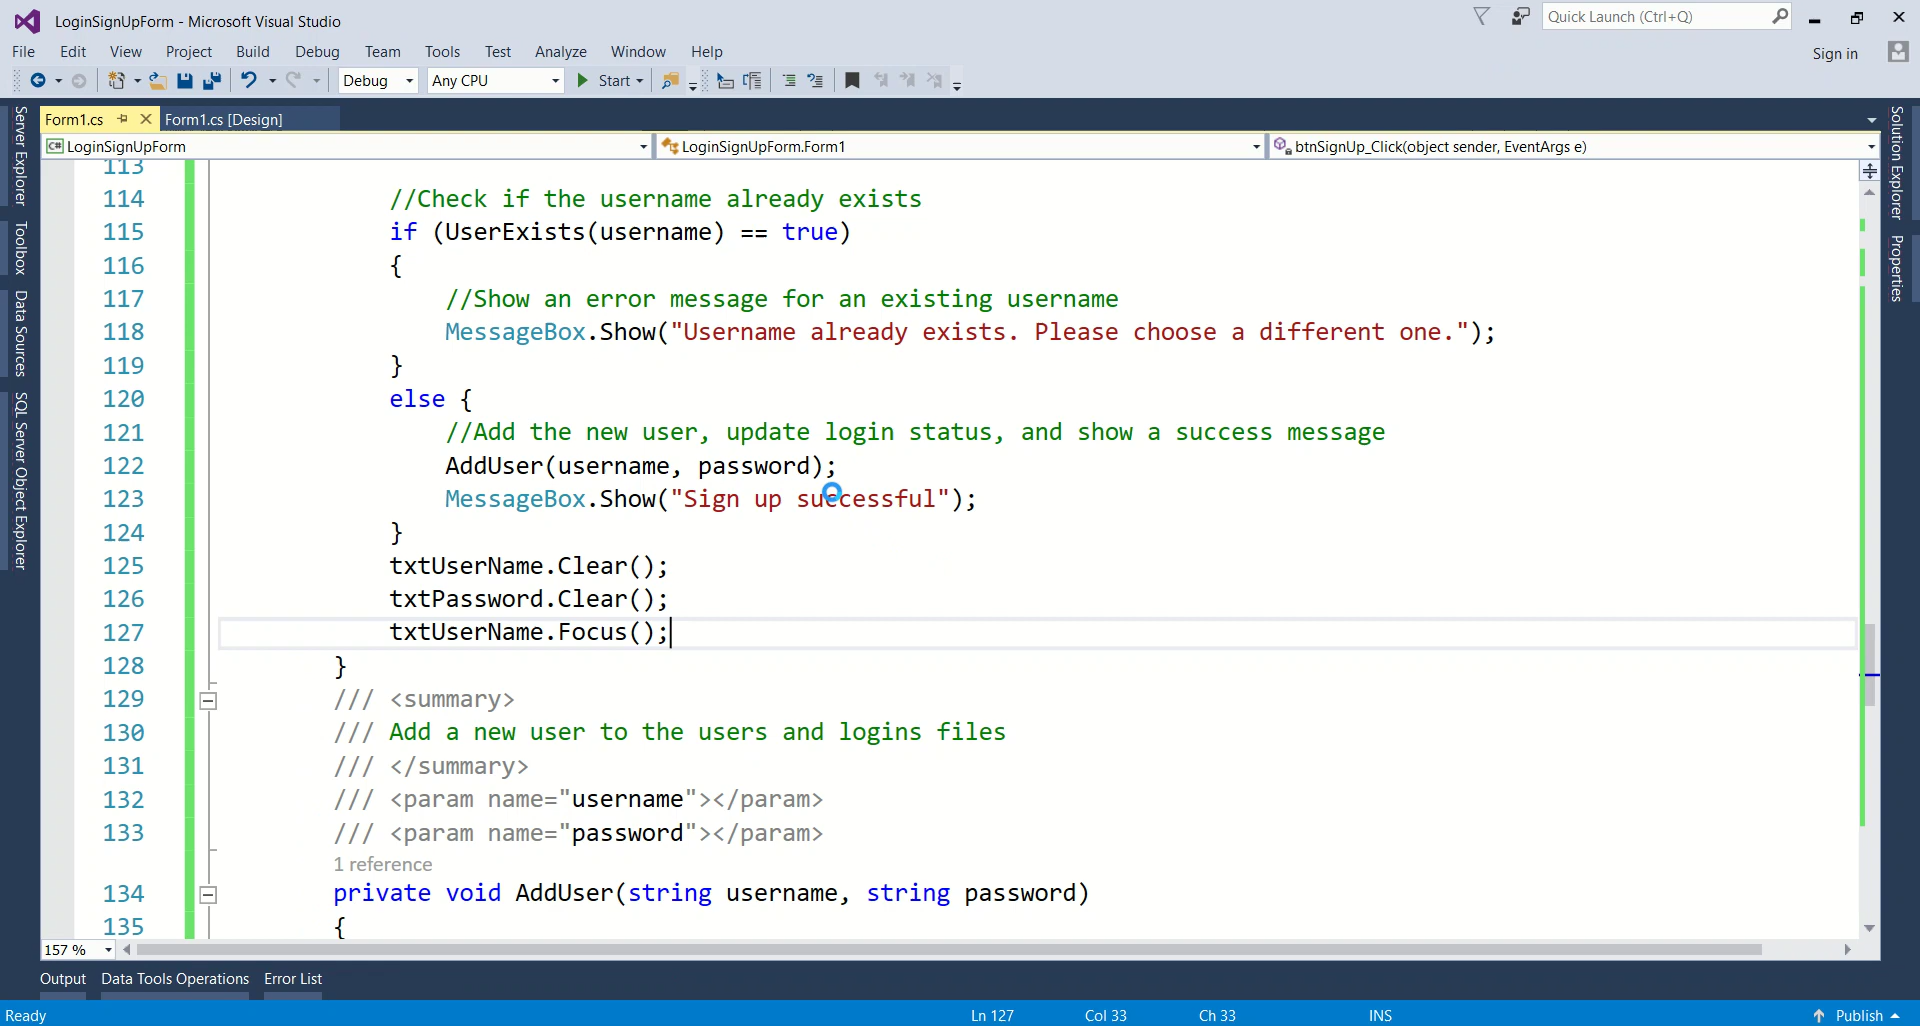 LoginSignUpForm - Microsoft Visual Studio
Quick Launch (Ctrl+Q)
File Edit View Project Build Debug Team Tools Test Analyze Window Help
Sign in
Debug Any CPU Start
Form1.cs Form1.cs [Design]
C# LoginSignUpForm LoginSignUpForm.Form1 btnSignUp_Click(object sender, EventArgs e)
Server Explorer
Toolbox
Data Sources
SQL Server Object Explorer
113
114 //Check if the username already exists
115 if (UserExists(username) == true)
116 {
117 //Show an error message for an existing username
118 MessageBox.Show("Username already exists. Please choose a different one.");
119 }
120 else {
121 //Add the new user, update login status, and show a success message
122 AddUser(username, password);
123 MessageBox.Show("Sign up successful");
124 }
125 txtUserName.Clear();
126 txtPassword.Clear();
127 txtUserName.Focus();
128 }
129 /// <summary>
130 /// Add a new user to the users and logins files
131 /// </summary>
132 /// <param name="username"></param>
133 /// <param name="password"></param>
1 reference
134 private void AddUser(string username, string password)
135 {
Solution Explorer
Properties
157 %
Output Data Tools Operations Error List
Ready Ln 127 Col 33 Ch 33 INS Publish